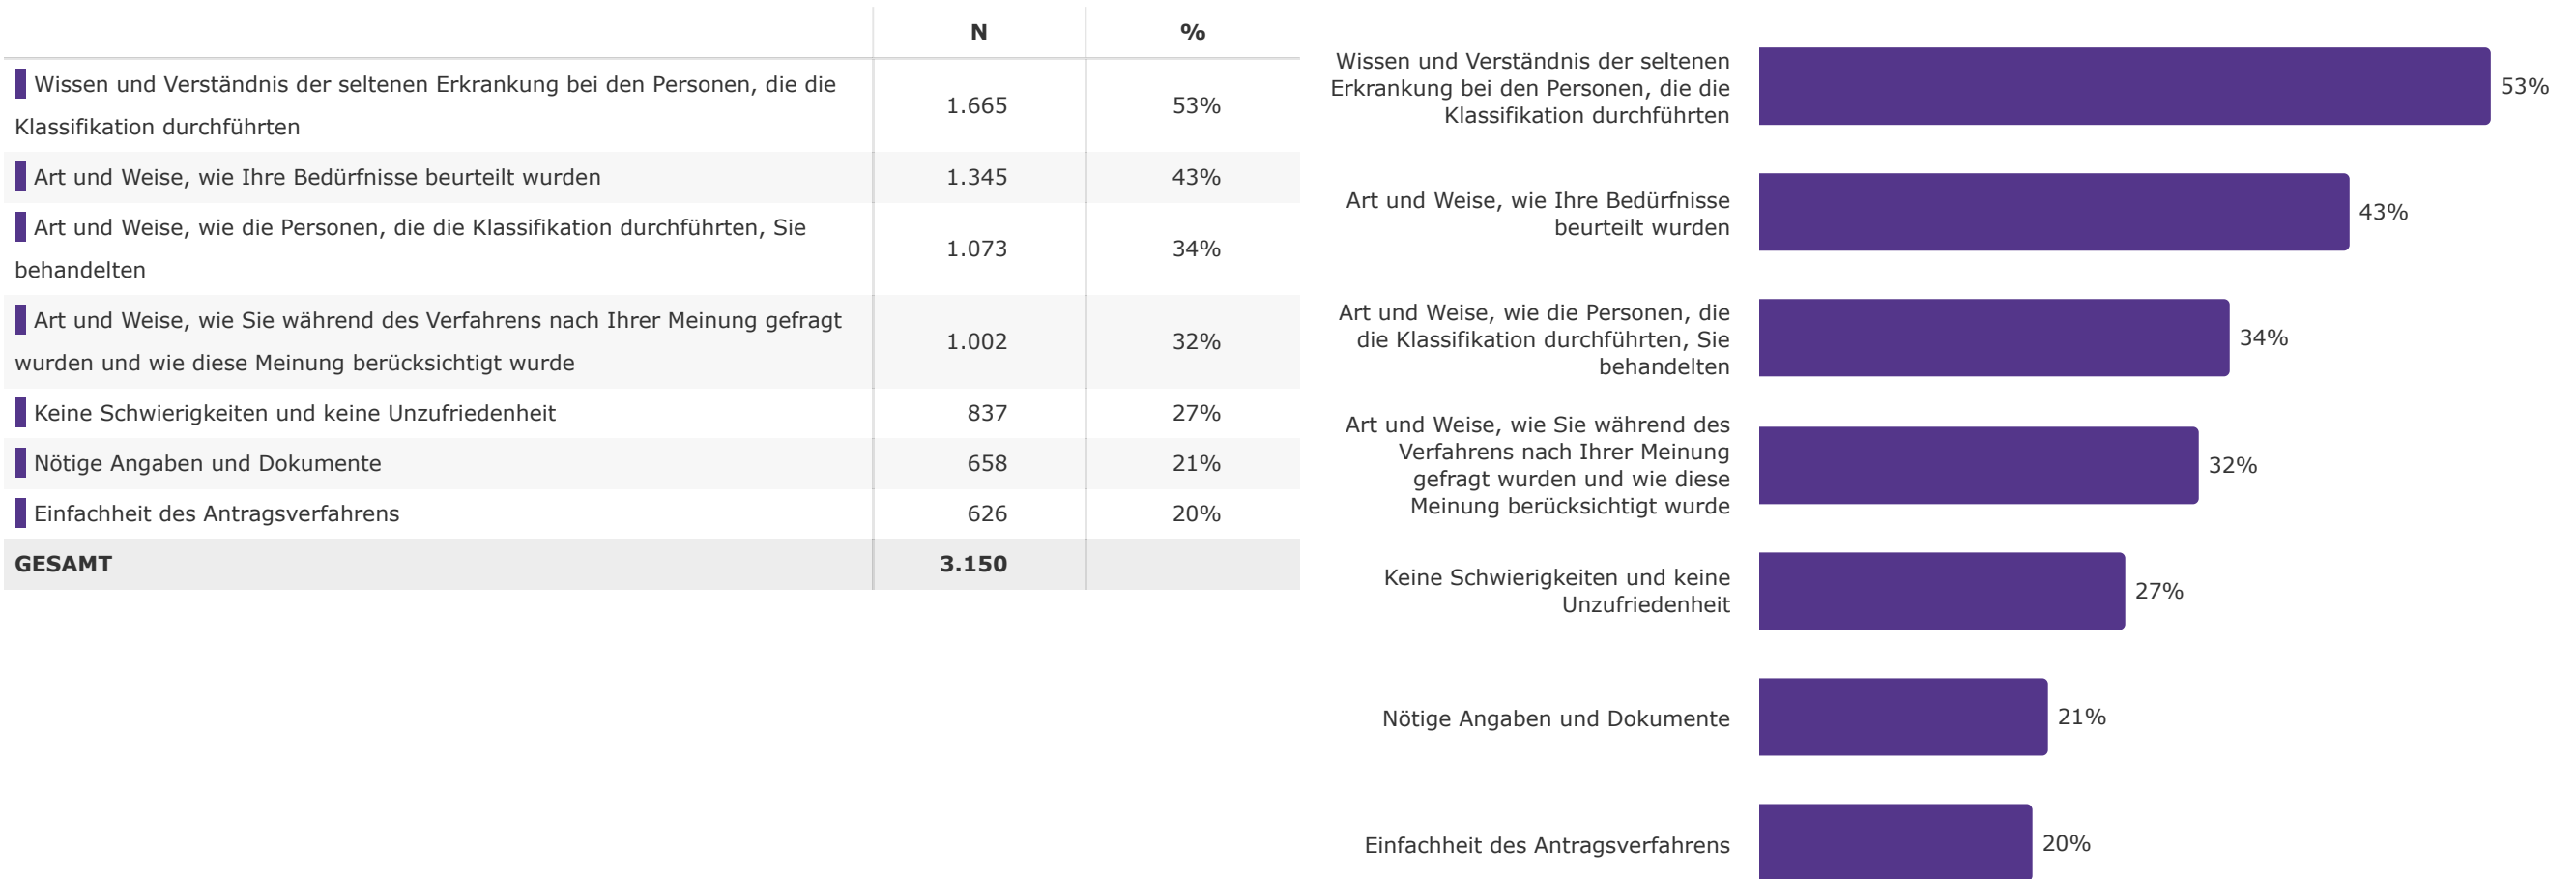 N %
Wissen und Verständnis der seltenen Erkrankung bei den Personen, die die
Klassifikation durchführten
1.665 53%
Art und Weise, wie Ihre Bedürfnisse beurteilt wurden 1.345 43%
Art und Weise, wie die Personen, die die Klassifikation durchführten, Sie
behandelten
1.073 34%
Art und Weise, wie Sie während des Verfahrens nach Ihrer Meinung gefragt
wurden und wie diese Meinung berücksichtigt wurde
1.002 32%
Keine Schwierigkeiten und keine Unzufriedenheit 837 27%
Nötige Angaben und Dokumente 658 21%
Einfachheit des Antragsverfahrens 626 20%
GESAMT 3.150
Wissen und Verständnis der seltenen
Erkrankung bei den Personen, die die
Klassifikation durchführten
53%
Art und Weise, wie Ihre Bedürfnisse
beurteilt wurden
43%
Art und Weise, wie die Personen, die
die Klassifikation durchführten, Sie
behandelten
34%
Art und Weise, wie Sie während des
Verfahrens nach Ihrer Meinung
gefragt wurden und wie diese
Meinung berücksichtigt wurde
32%
Keine Schwierigkeiten und keine
Unzufriedenheit
27%
Nötige Angaben und Dokumente
21%
Einfachheit des Antragsverfahrens
20%